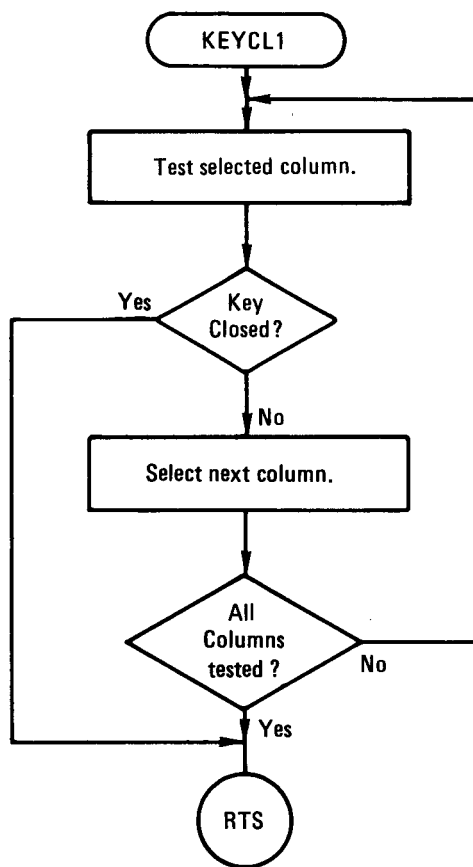 KEYCL1
Test selected column.
Yes
Key
Closed?
No
Select next column.
All
Columns
tested ?
No
Yes
RTS